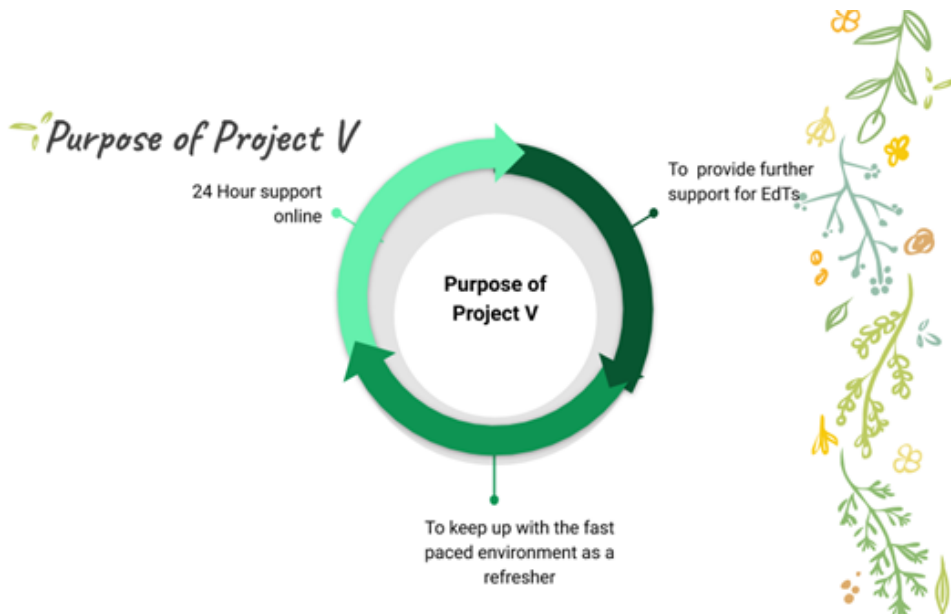 Purpose of Project V
24 Hour support
online
To provide further
support for EdTs
Purpose of
Project V
To keep up with the fast
paced environment as a
refresher